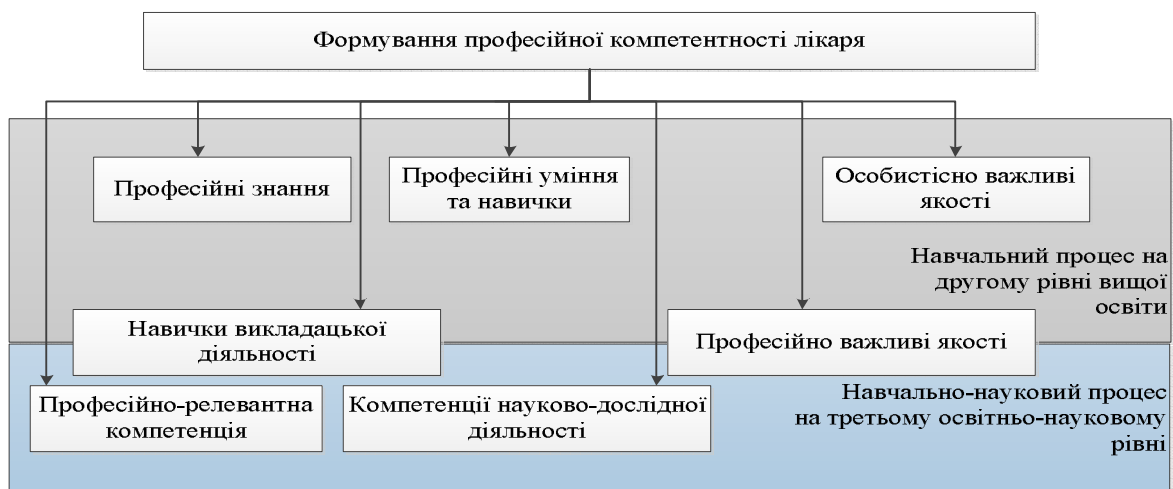 Формування професійної компетентності лікаря
Професійні знання
Професійні уміння
та навички
Особистісно важливі
якості
Навчальний процес на
другому рівні вищої
освіти
Навички викладацької
діяльності
Професійно важливі якості
Професійно-релевантна
компетенція
Компетенції науково-дослідної
діяльності
Навчально-науковий процес
на третьому освітньо-науковому
рівні